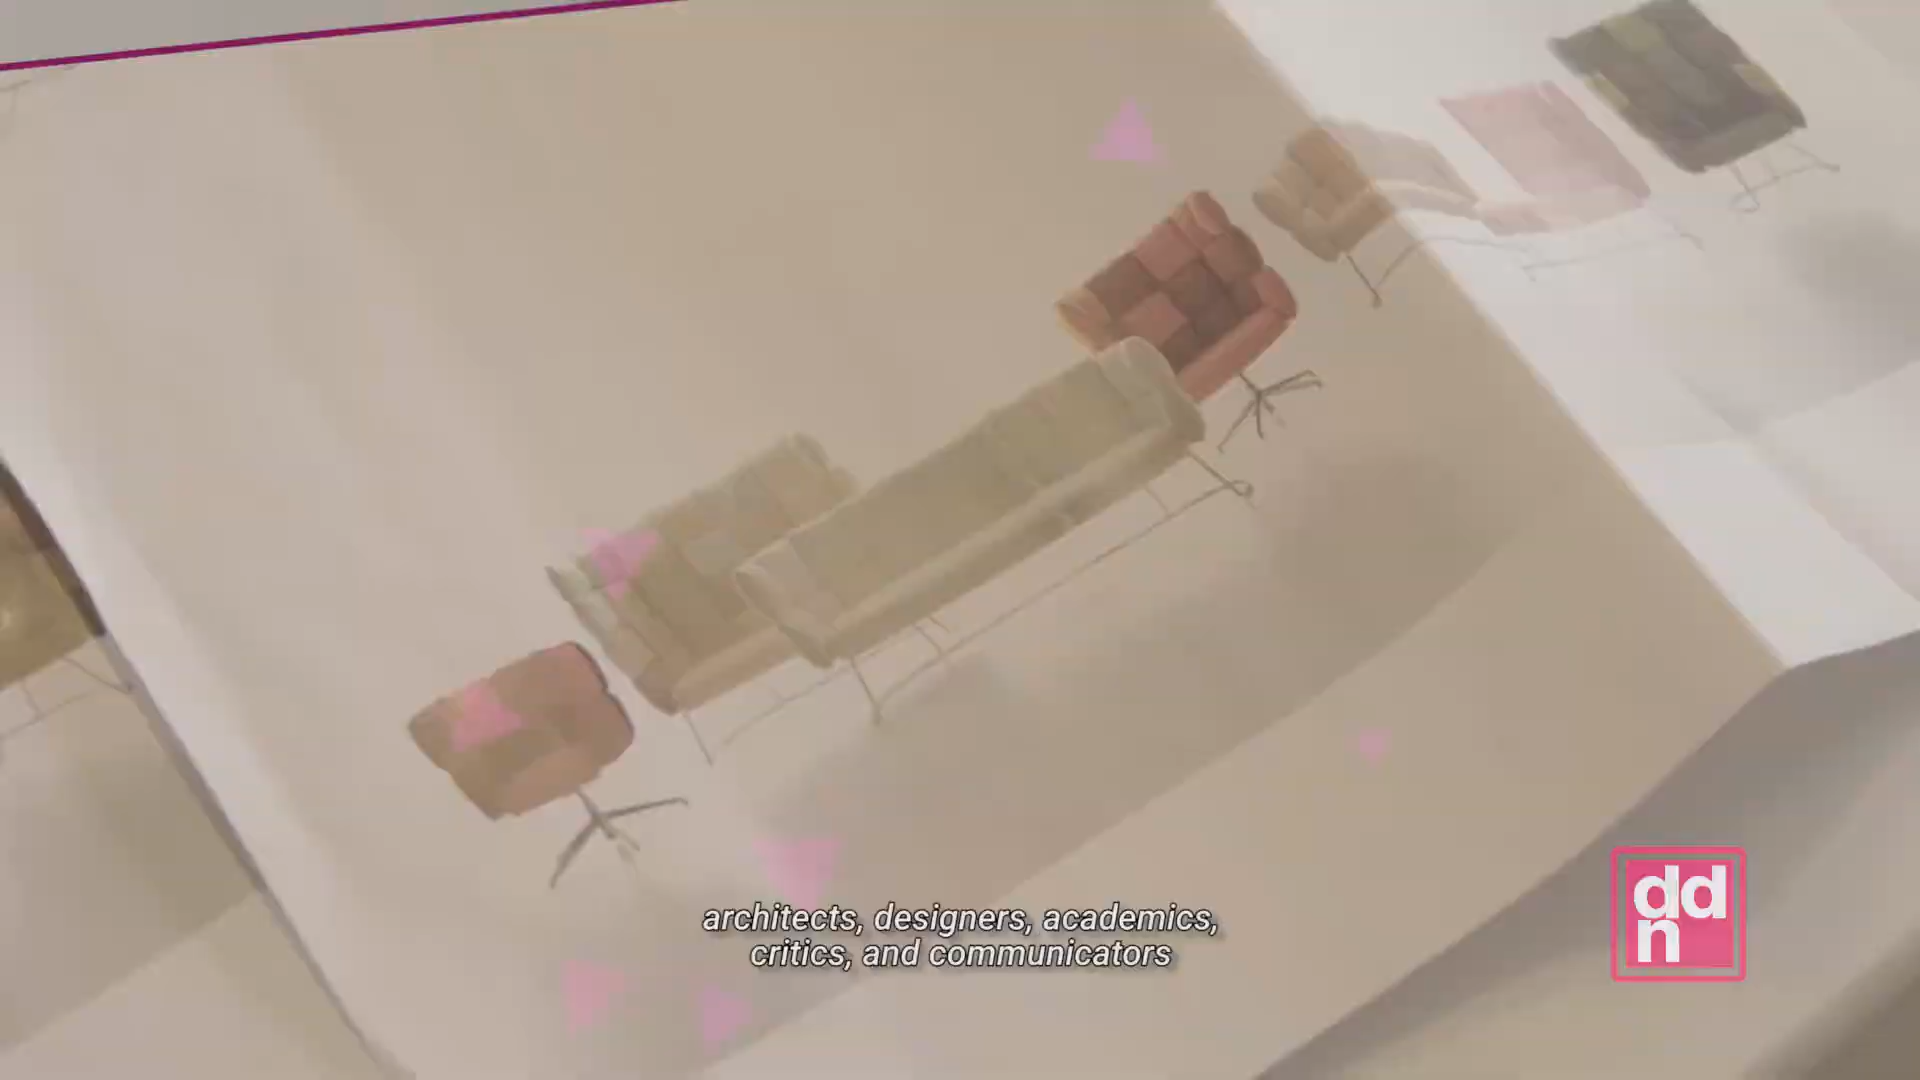 architects, designers, academics,
critics, and communicators
ddn